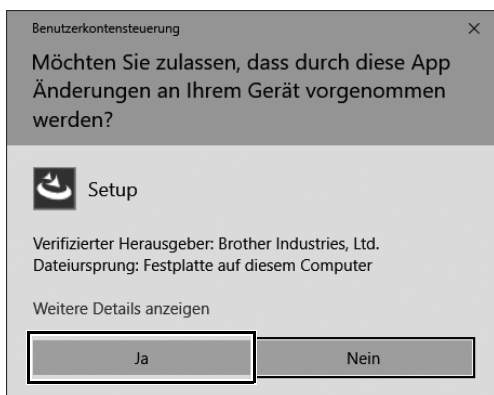 Benutzerkontensteuerung
Möchten Sie zulassen, dass durch diese App
Änderungen an Ihrem Gerät vorgenommen
werden?
Setup
Verifizierter Herausgeber: Brother Industries, Ltd.
Dateiursprung: Festplatte auf diesem Computer
Weitere Details anzeigen
Ja
Nein